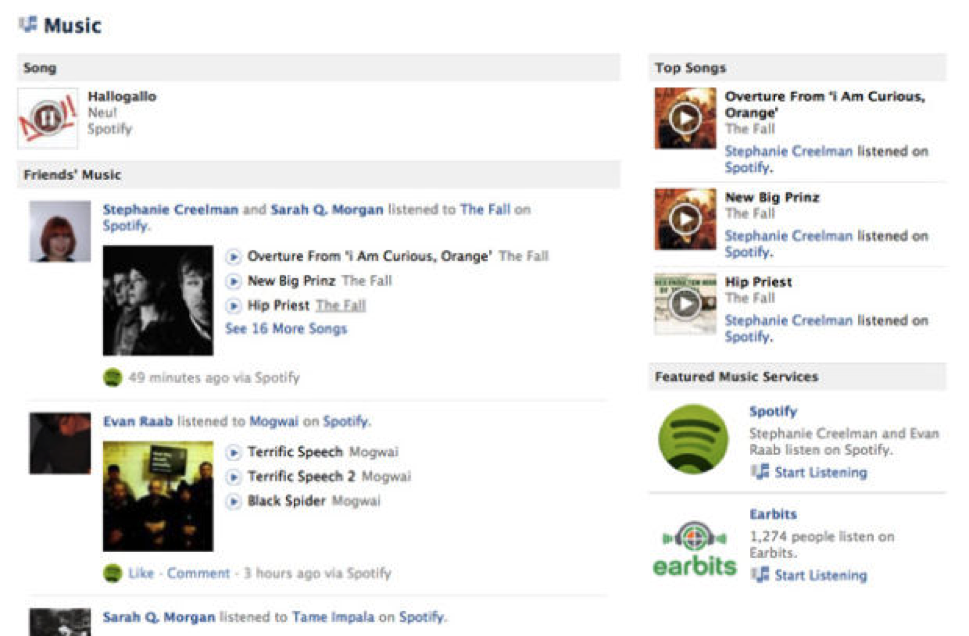 Music
Song
Hallogallo
Neu!
Spotify
Friends' Music
Stephanie Creelman and Sarah Q. Morgan listened to The Fall on
Spotify.
Overture From 'i Am Curious, Orange' The Fall
New Big Prinz The Fall
Hip Priest The Fall
See 16 More Songs
49 minutes ago via Spotify
Evan Raab listened to Mogwai on Spotify.
Terrific Speech Mogwai
Terrific Speech 2 Mogwai
Black Spider Mogwai
Like · Comment · 3 hours ago via Spotify
Sarah Q. Morgan listened to Tame Impala on Spotify.
Top Songs
Overture From 'i Am Curious,
Orange'
The Fall
Stephanie Creelman listened on
Spotify.
New Big Prinz
The Fall
Stephanie Creelman listened on
Spotify.
Hip Priest
The Fall
Stephanie Creelman listened on
Spotify.
Featured Music Services
Spotify
Stephanie Creelman and Evan
Raab listen on Spotify.
Start Listening
earbits
Earbits
1,274 people listen on
Earbits.
Start Listening